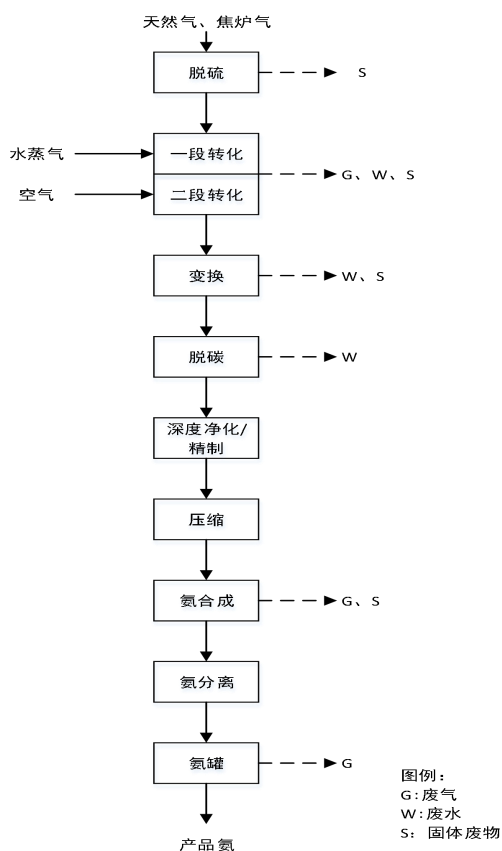 天然气、焦炉气
脱硫
S
水蒸气
一段转化
G、W、S
空气
二段转化
变换
W、S
脱碳
W
深度净化/
精制
压缩
氨合成
G、S
氨分离
氨罐
G
产品氨
图例：
G:废气
W:废水
S：固体废物